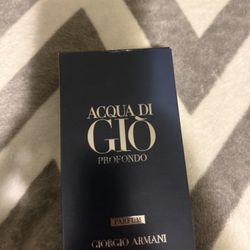 ACQUA DI
GIÒ
PROFONDO
PARFUM
GIORGIO ARMANI